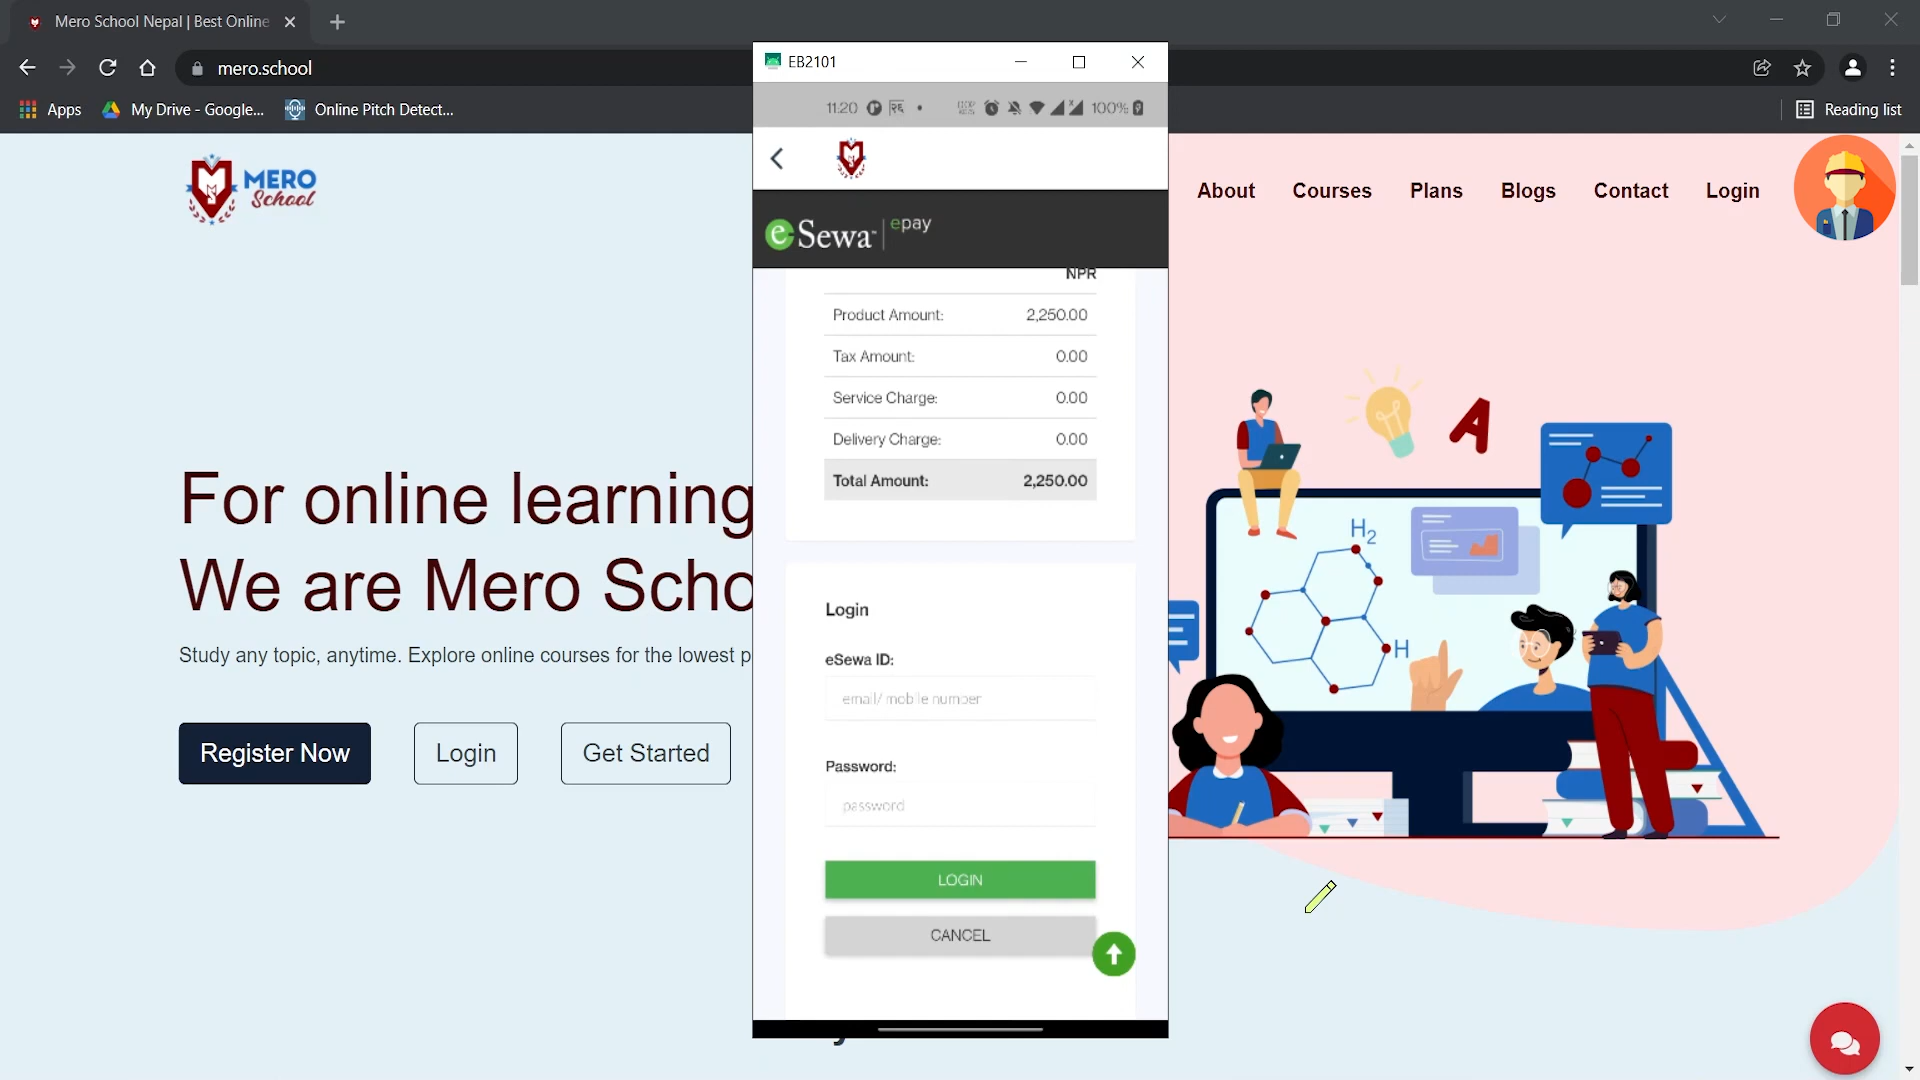 Mero School Nepal | Best Online
mero.school
Apps
My Drive - Google...
Online Pitch Detect...
Reading list
MERO
School
About
Courses
Plans
Blogs
Contact
Login
For online learning
We are Mero Scho
Study any topic, anytime. Explore online courses for the lowest p
Register Now
Login
Get Started
EB2101
11:20
100%
eSewa
epay
NPR
Product Amount: 2,250.00
Tax Amount: 0.00
Service Charge: 0.00
Delivery Charge: 0.00
Total Amount: 2,250.00
Login
eSewa ID:
email/ mobile number
Password:
password
LOGIN
CANCEL
A
H2
H